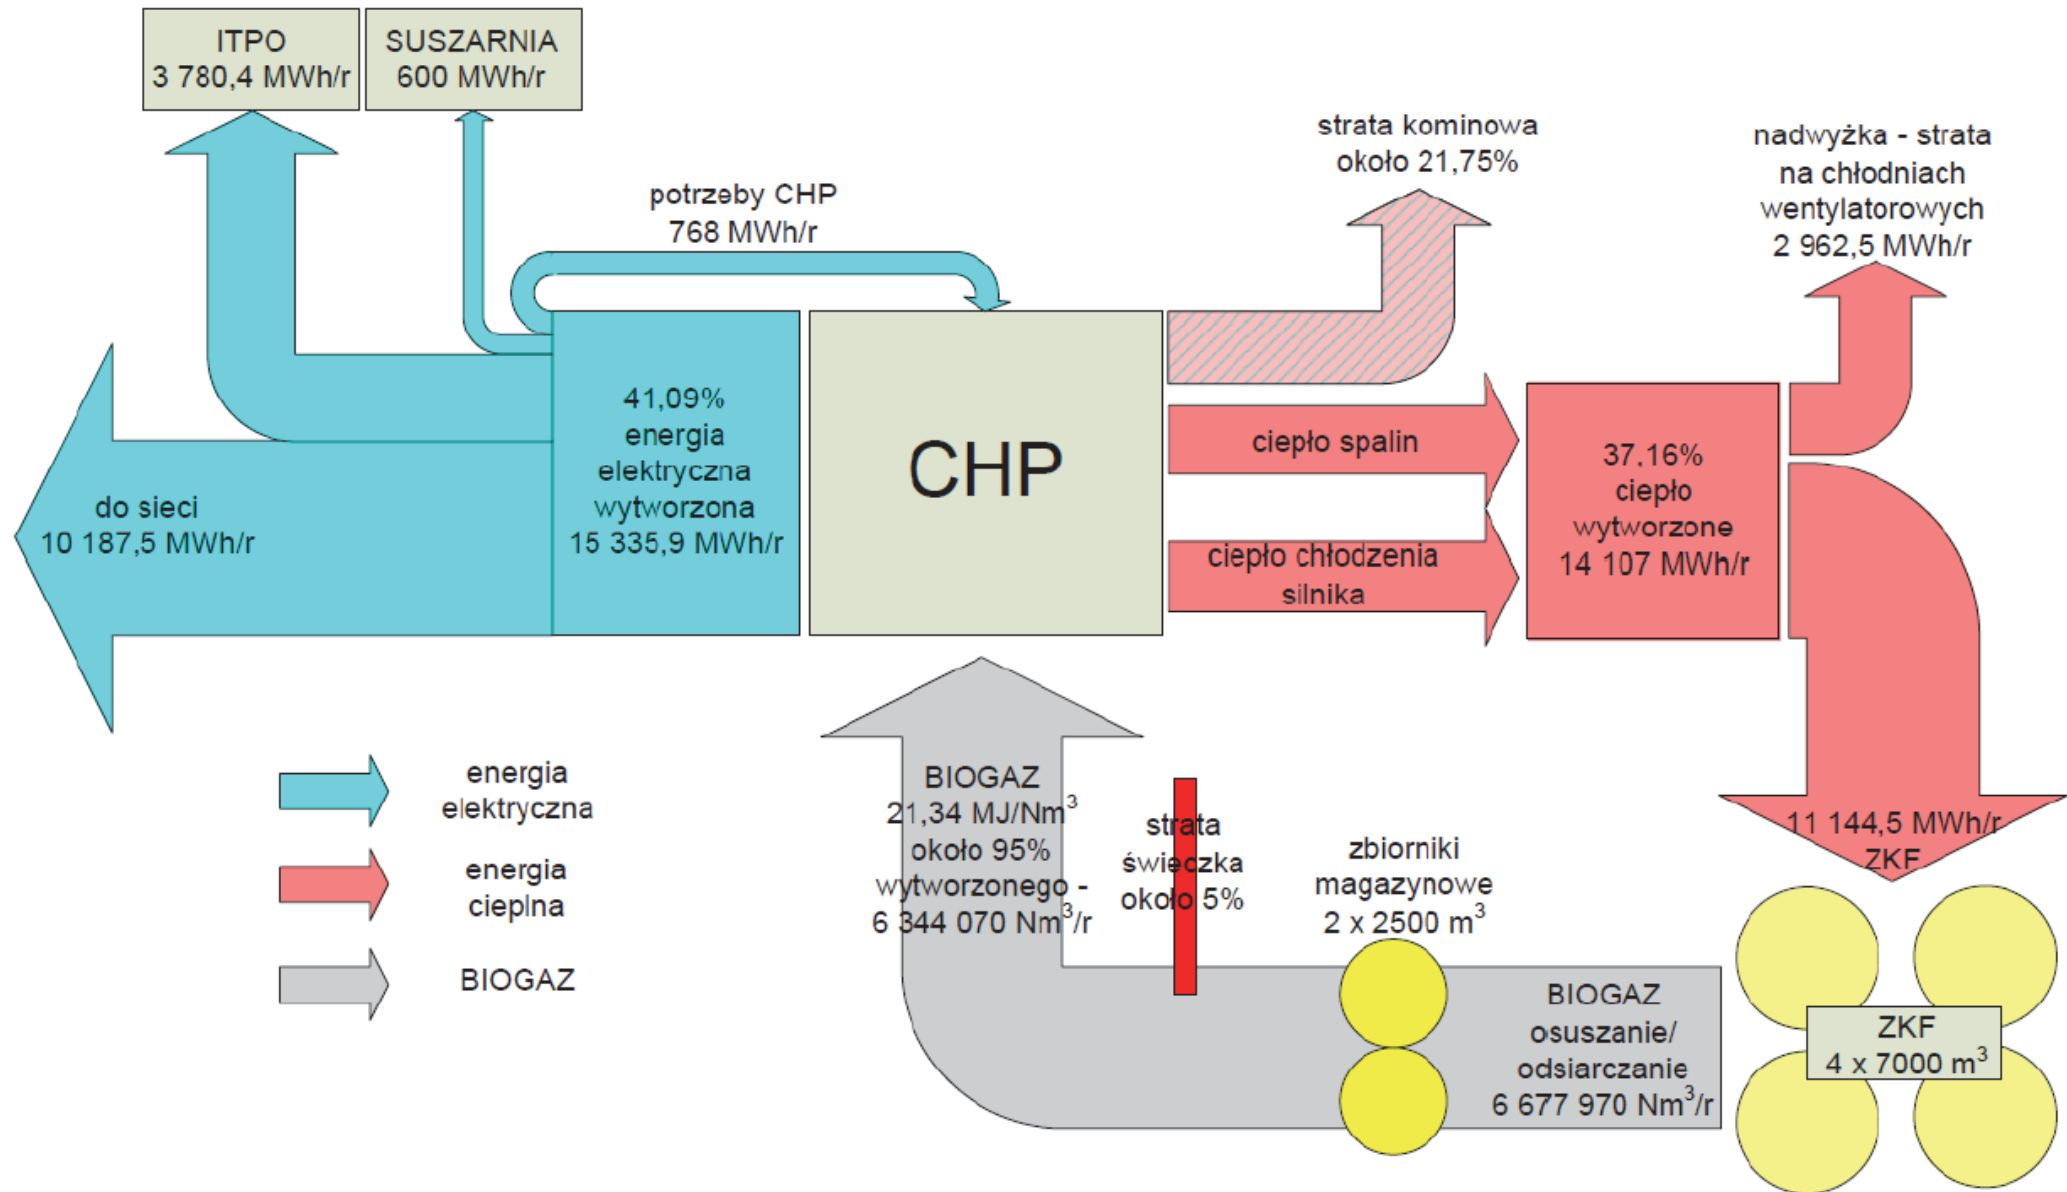 ITPO
3 780,4 MWh/r
SUSZARNIA
600 MWh/r
potrzeby CHP
768 MWh/r
strata kominowa
około 21,75%
nadwyżka - strata
na chłodniach
wentylatorowych
2 962,5 MWh/r
do sieci
10 187,5 MWh/r
41,09%
energia
elektryczna
wytworzona
15 335,9 MWh/r
CHP
ciepło spalin
ciepło chłodzenia
silnika
37,16%
ciepło
wytworzone
14 107 MWh/r
11 144,5 MWh/r
ZKF
energia
elektryczna
energia
cieplna
BIOGAZ
BIOGAZ
21,34 MJ/Nm³
około 95%
wytworzonego -
6 344 070 Nm³/r
strata
świeczka
około 5%
zbiorniki
magazynowe
2 x 2500 m³
BIOGAZ
osuszanie/
odsiarczanie
6 677 970 Nm³/r
ZKF
4 x 7000 m³